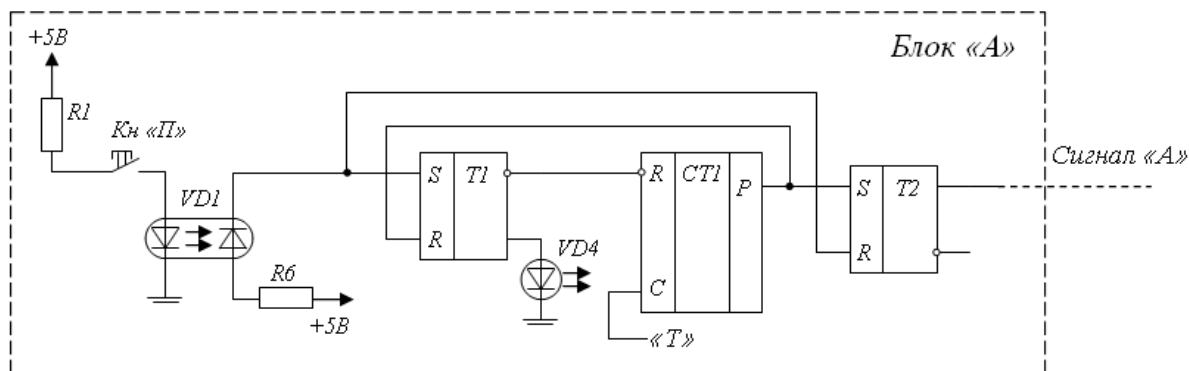 Блок «А»
+5В
R1
Кн «П»
VD1
R6
+5В
S T1
R
VD4
R CT1 P
C
«Т»
S T2
R
Сигнал «А»